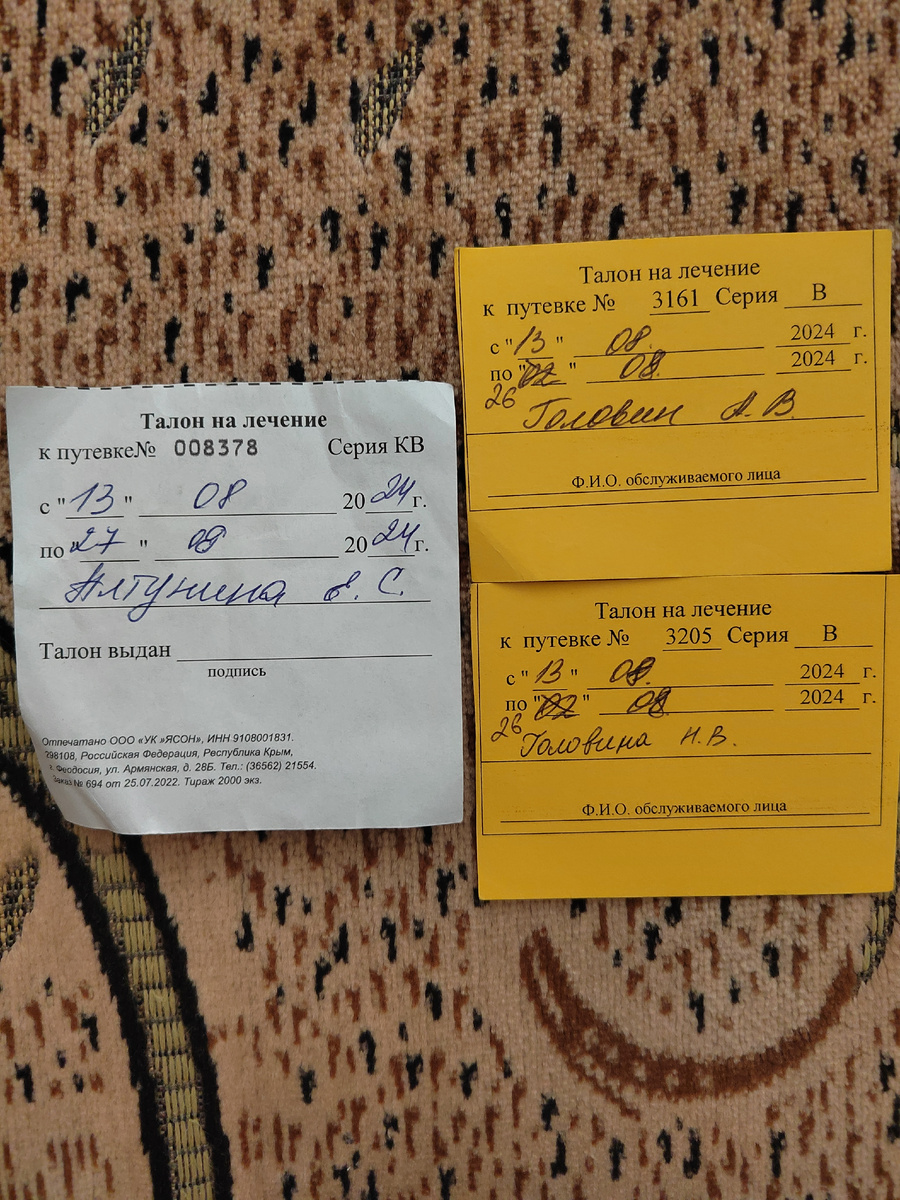 Талон на лечение
к путевке№ 008378 Серия КВ
с "13" 08 2024г.
по "27" 08 2024г.
Алтунина Е. С.
Талон выдан
подпись
Отпечатано ООО «УК »ЯСОН», ИНН.9108001831.
298108, Российская Федерация, Республика Крым,
г. Феодосия, ул. Армянская, д. 28Б. Тел.: (36562) 21554.
Заказ № 694 от 25.07.2022. Тираж 2000 экз.
Талон на лечение
к путевке № 3161 Серия В
с "13" 08. 2024 г.
по "02" 08. 2024 г.
26
Головин А. В.
Ф.И.О. обслуживаемого лица
Талон на лечение
к путевке № 3205 Серия В
с "13" 08. 2024 г.
по "02" 08. 2024 г.
26
Головина Н.В.
Ф.И.О. обслуживаемого лица